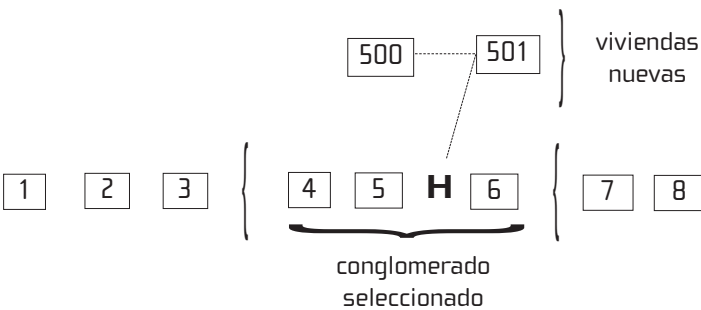 500 501 viviendas
nuevas
1 2 3 4 5 H 6 7 8
conglomerado
seleccionado